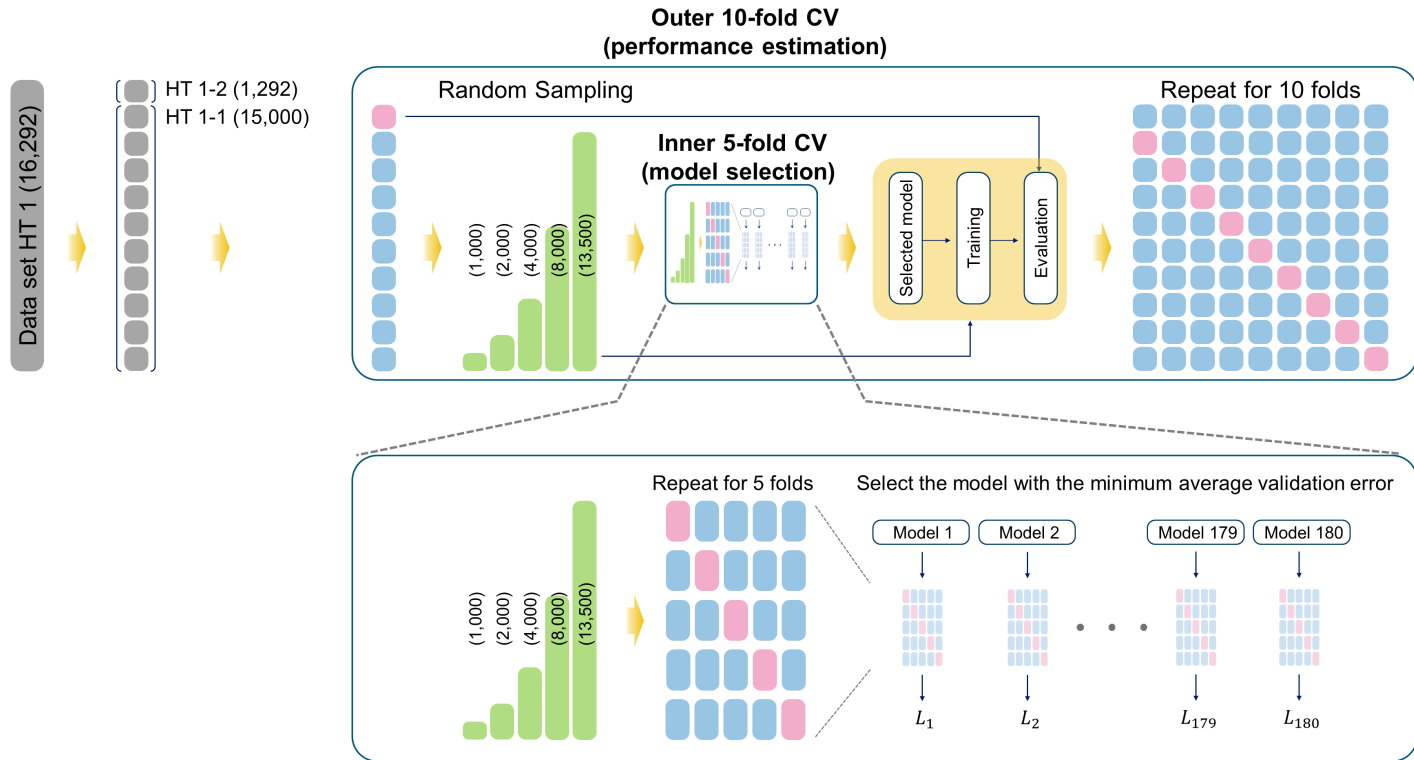 Outer 10-fold CV
(performance estimation)
Data set HT 1 (16,292)
HT 1-2 (1,292)
HT 1-1 (15,000)
Random Sampling
(1,000)
(2,000)
(4,000)
(8,000)
(13,500)
Inner 5-fold CV
(model selection)
Selected model
Training
Evaluation
Repeat for 10 folds
(1,000)
(2,000)
(4,000)
(8,000)
(13,500)
Repeat for 5 folds
Select the model with the minimum average validation error
Model 1
Model 2
Model 179
Model 180
. . .
L₁
L₂
L₁₇₉
L₁₈₀